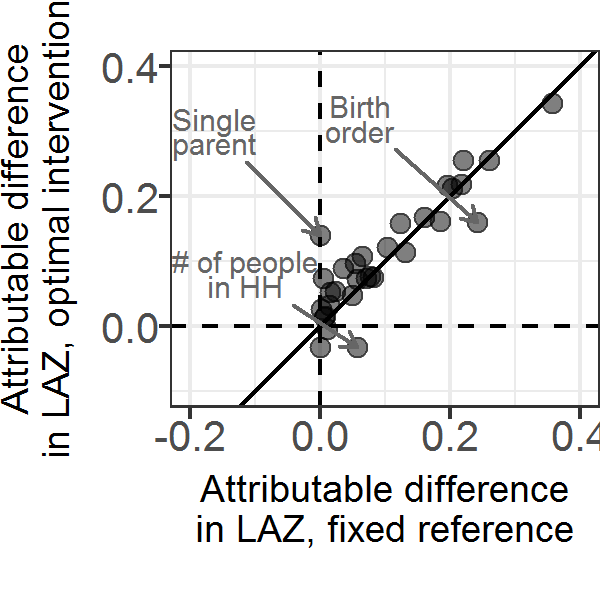 Attributable difference
in LAZ, optimal intervention
0.4
0.2
0.0
Single
parent
Birth
order
# of people
in HH
-0.2
0.0
0.2
0.4
Attributable difference
in LAZ, fixed reference